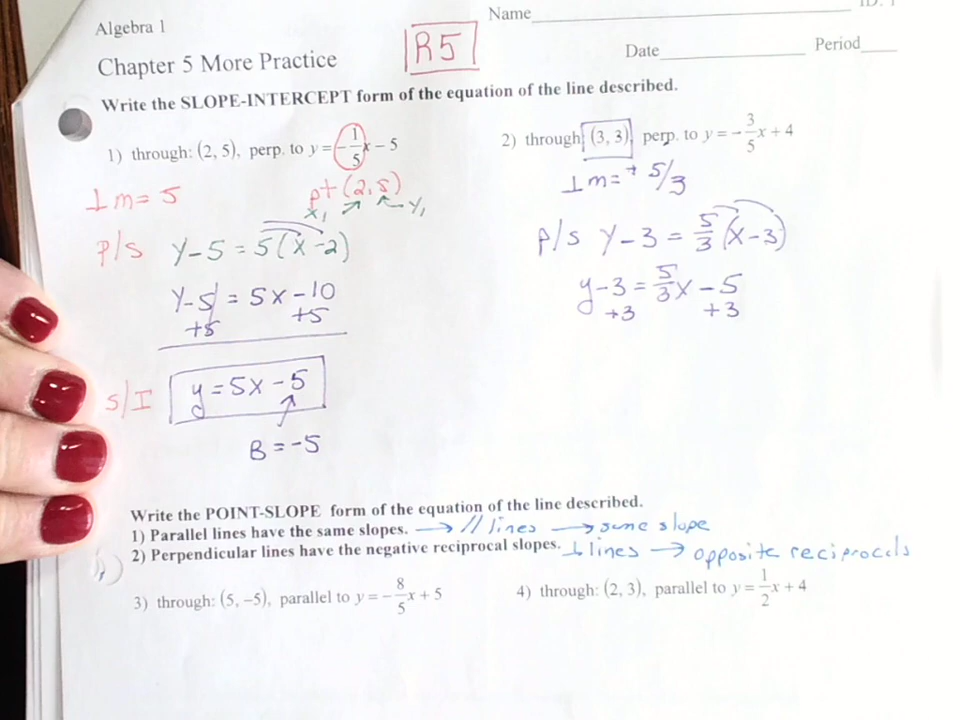 Algebra 1
Name
R5
Date
Period
Chapter 5 More Practice
Write the SLOPE-INTERCEPT form of the equation of the line described.
1) through: (2, 5), perp. to y = -1/5x - 5
⊥m= 5
pt (2,5)
x₁ y₁
p/s y-5 = 5(x-2)
y-5 = 5x-10
+5 +5
s/I y=5x-5
B=-5
2) through: (3, 3), perp. to y = -3/5x + 4
⊥m=+5/3
p/s y-3 = 5/3(x-3)
y-3 = 5/3x-5
+3 +3
Write the POINT-SLOPE form of the equation of the line described.
1) Parallel lines have the same slopes. → // lines → same slope
2) Perpendicular lines have the negative reciprocal slopes. ⊥ lines → opposite reciprocals
3) through: (5, -5), parallel to y = -8/5x + 5
4) through: (2, 3), parallel to y = 1/2x + 4